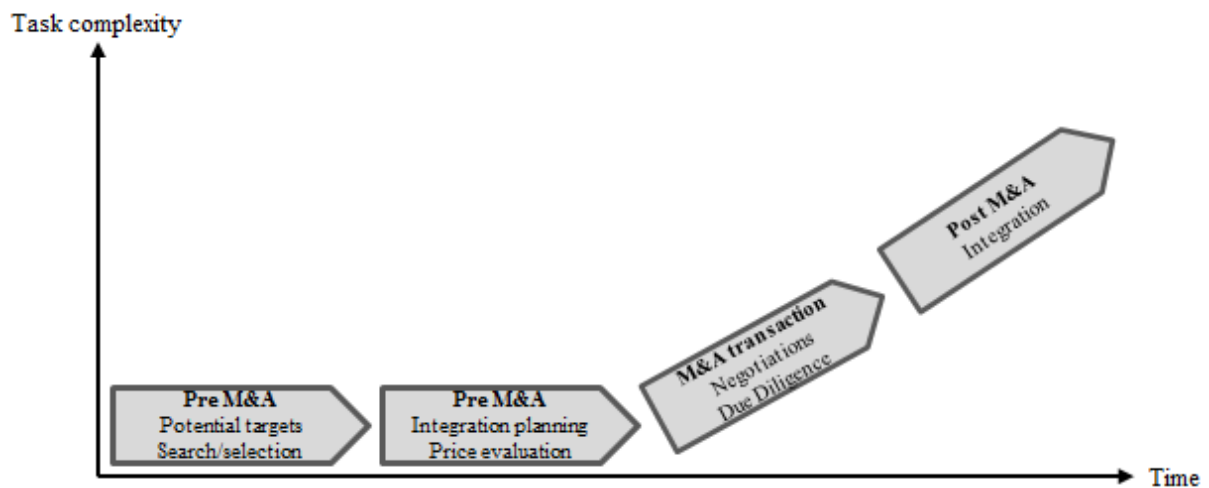 Task complexity
Pre M&A
Potential targets
Search/selection
Pre M&A
Integration planning
Price evaluation
M&A transaction
Negotiations
Due Diligence
Post M&A
Integration
Time